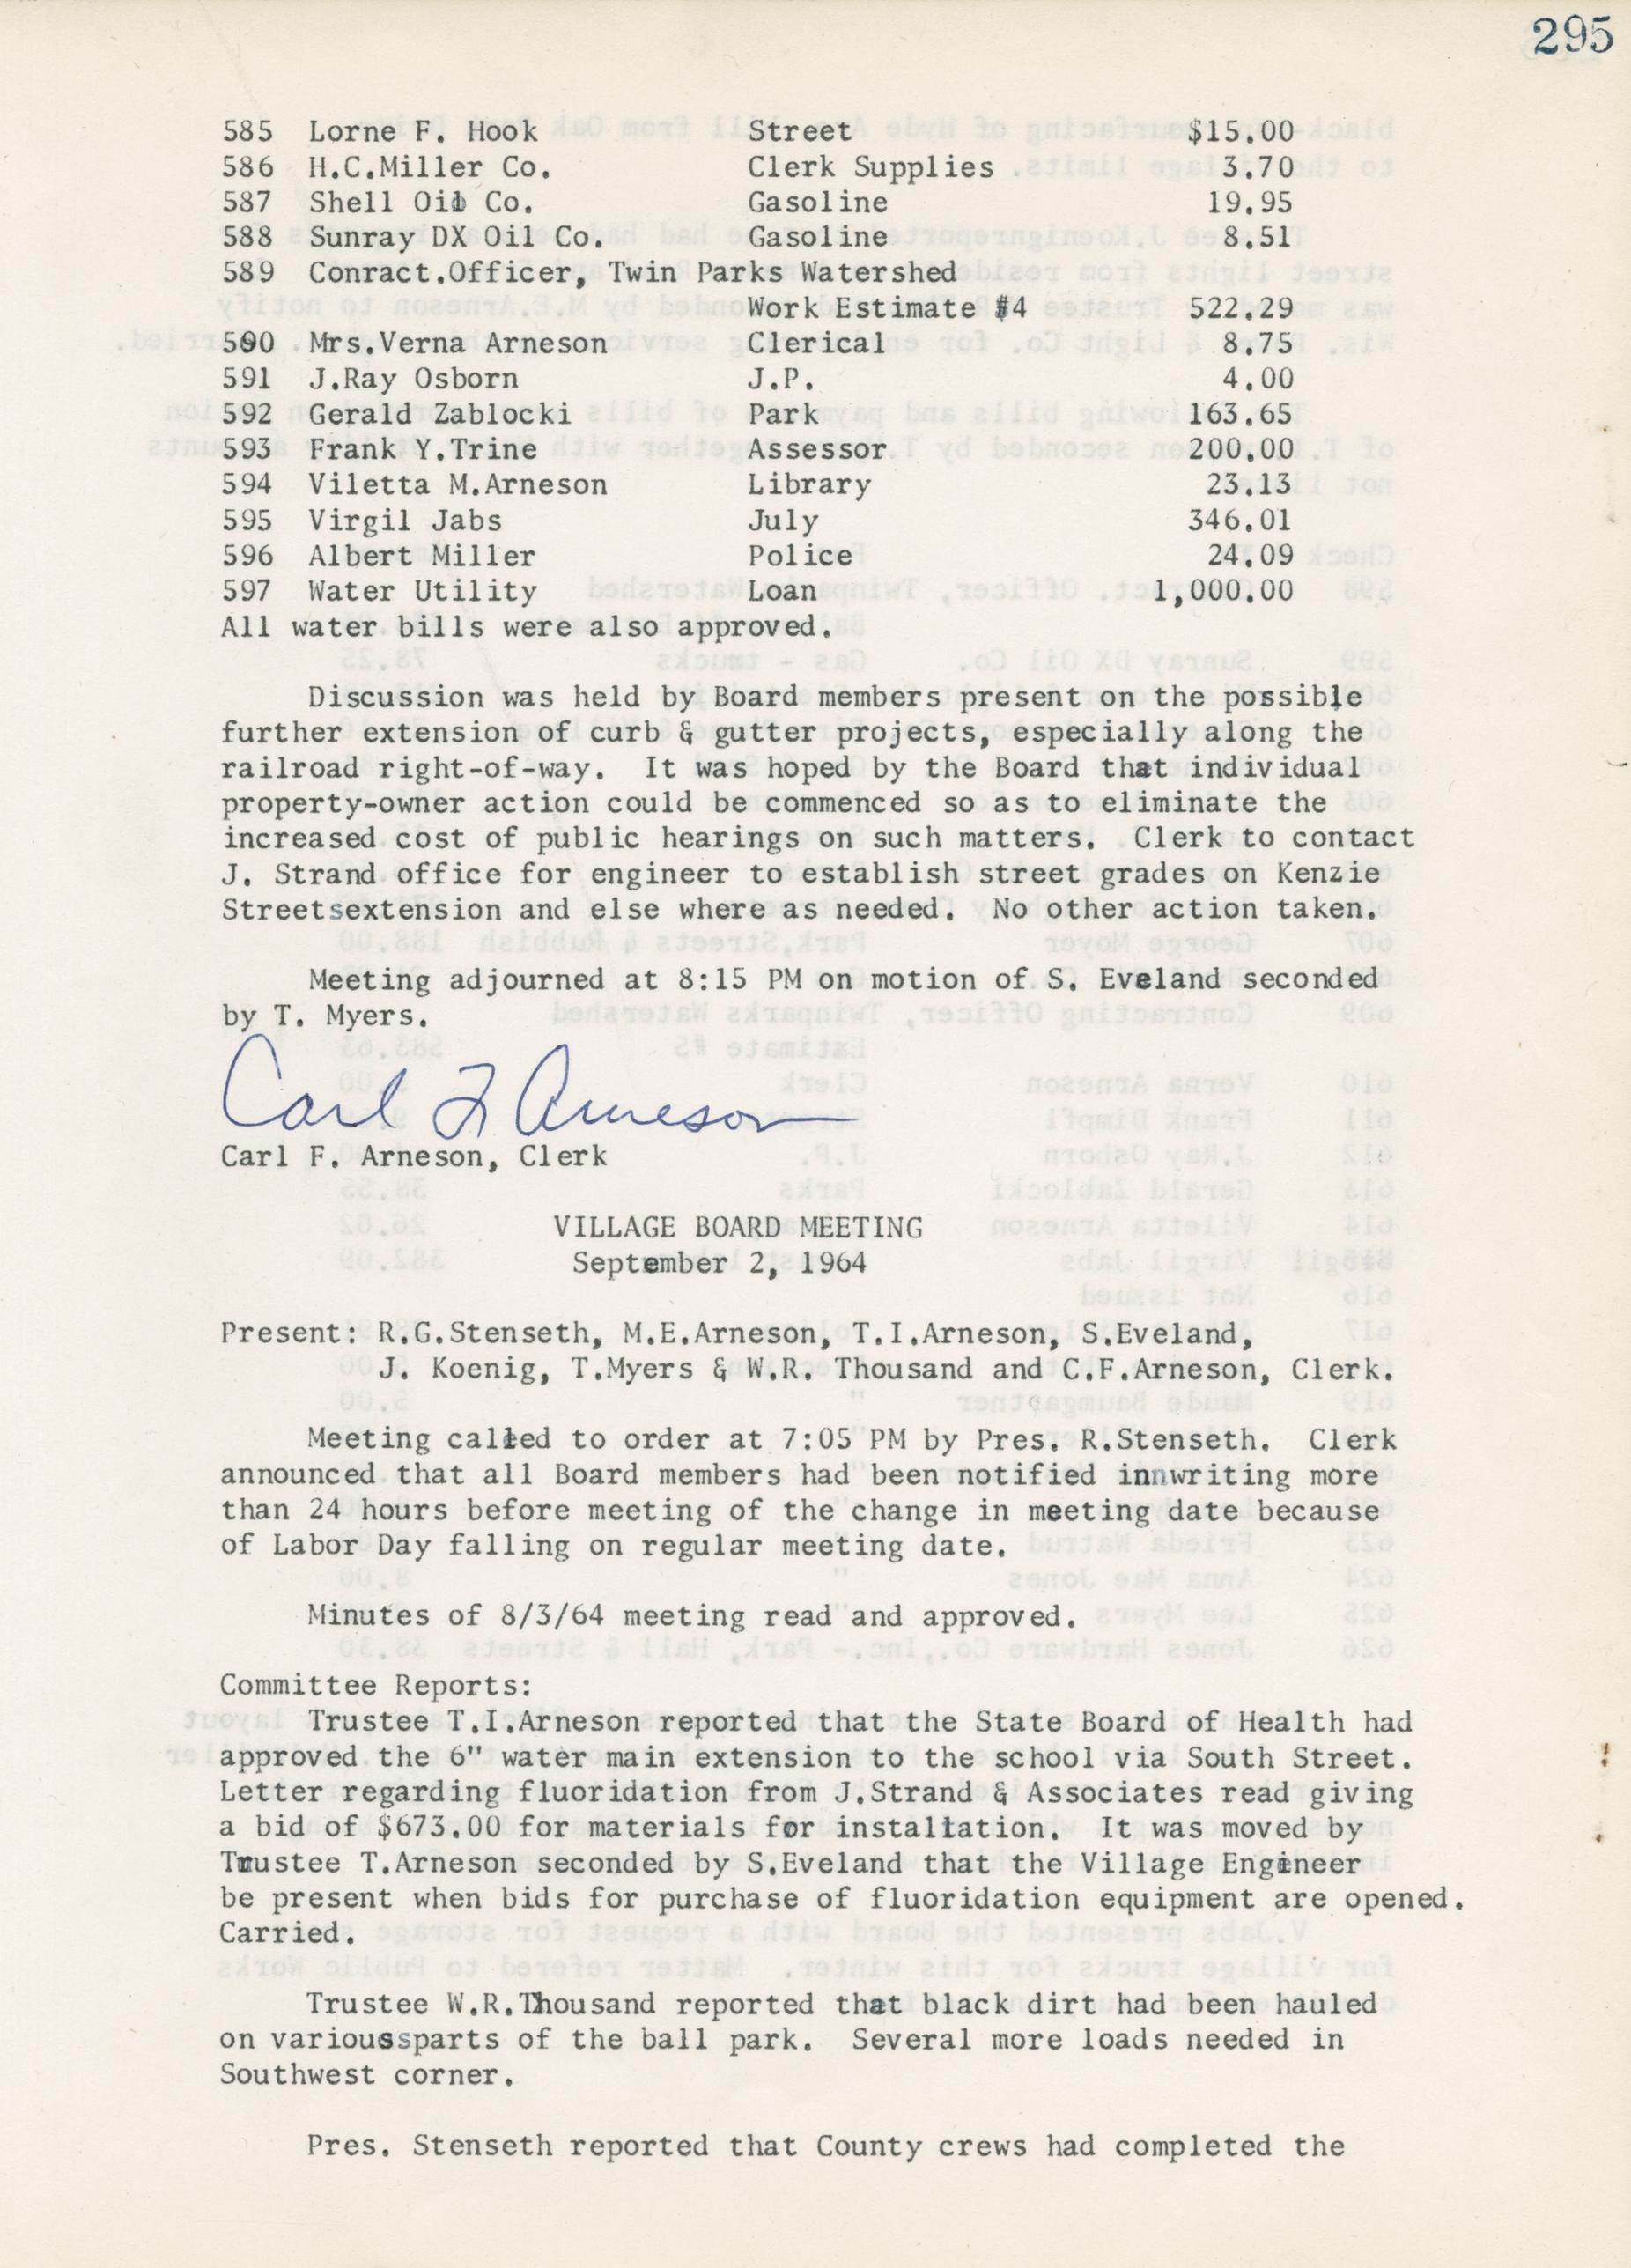 295
585 Lorne F. Hook Street $15.00
586 H.C.Miller Co. Clerk Supplies 3.70
587 Shell Oil Co. Gasoline 19.95
588 Sunray DX Oil Co. Gasoline 8.51
589 Conract.Officer, Twin Parks Watershed
Work Estimate #4 522.29
590 Mrs.Verna Arneson Clerical 8.75
591 J.Ray Osborn J.P. 4.00
592 Gerald Zablocki Park 163.65
593 Frank Y.Trine Assessor 200.00
594 Viletta M.Arneson Library 23.13
595 Virgil Jabs July 346.01
596 Albert Miller Police 24.09
597 Water Utility Loan 1,000.00
All water bills were also approved.
Discussion was held by Board members present on the possible
further extension of curb & gutter projects, especially along the
railroad right-of-way. It was hoped by the Board that individual
property-owner action could be commenced so as to eliminate the
increased cost of public hearings on such matters. Clerk to contact
J. Strand office for engineer to establish street grades on Kenzie
Streetsextension and else where as needed. No other action taken.
Meeting adjourned at 8:15 PM on motion of S. Eveland seconded
by T. Myers.
Carl F Arneson
Carl F. Arneson, Clerk
VILLAGE BOARD MEETING
September 2, 1964
Present: R.G.Stenseth, M.E.Arneson, T.I.Arneson, S.Eveland,
J. Koenig, T.Myers & W.R. Thousand and C.F.Arneson, Clerk.
Meeting called to order at 7:05 PM by Pres. R.Stenseth. Clerk
announced that all Board members had been notified innwriting more
than 24 hours before meeting of the change in meeting date because
of Labor Day falling on regular meeting date.
Minutes of 8/3/64 meeting read and approved.
Committee Reports:
Trustee T.I.Arneson reported that the State Board of Health had
approved the 6" water main extension to the school via South Street.
Letter regarding fluoridation from J.Strand & Associates read giving
a bid of $673.00 for materials for installation. It was moved by
Trustee T.Arneson seconded by S.Eveland that the Village Engineer
be present when bids for purchase of fluoridation equipment are opened.
Carried.
Trustee W.R.Thousand reported that black dirt had been hauled
on varioussparts of the ball park. Several more loads needed in
Southwest corner.
Pres. Stenseth reported that County crews had completed the